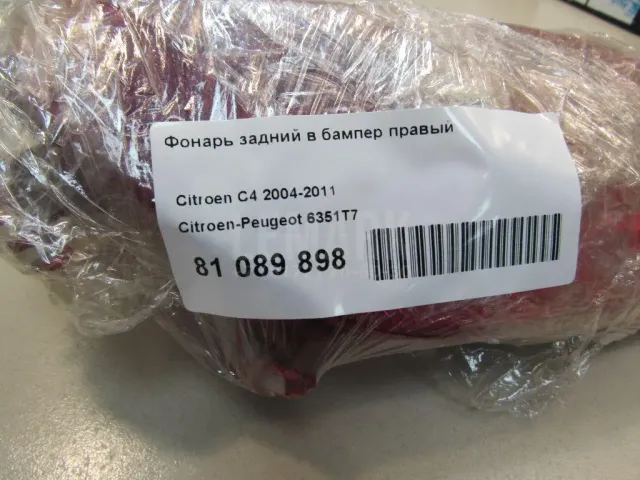 Фонарь задний в бампер правый
Citroen C4 2004-2011
Citroen-Peugeot 6351T7
81 089 898